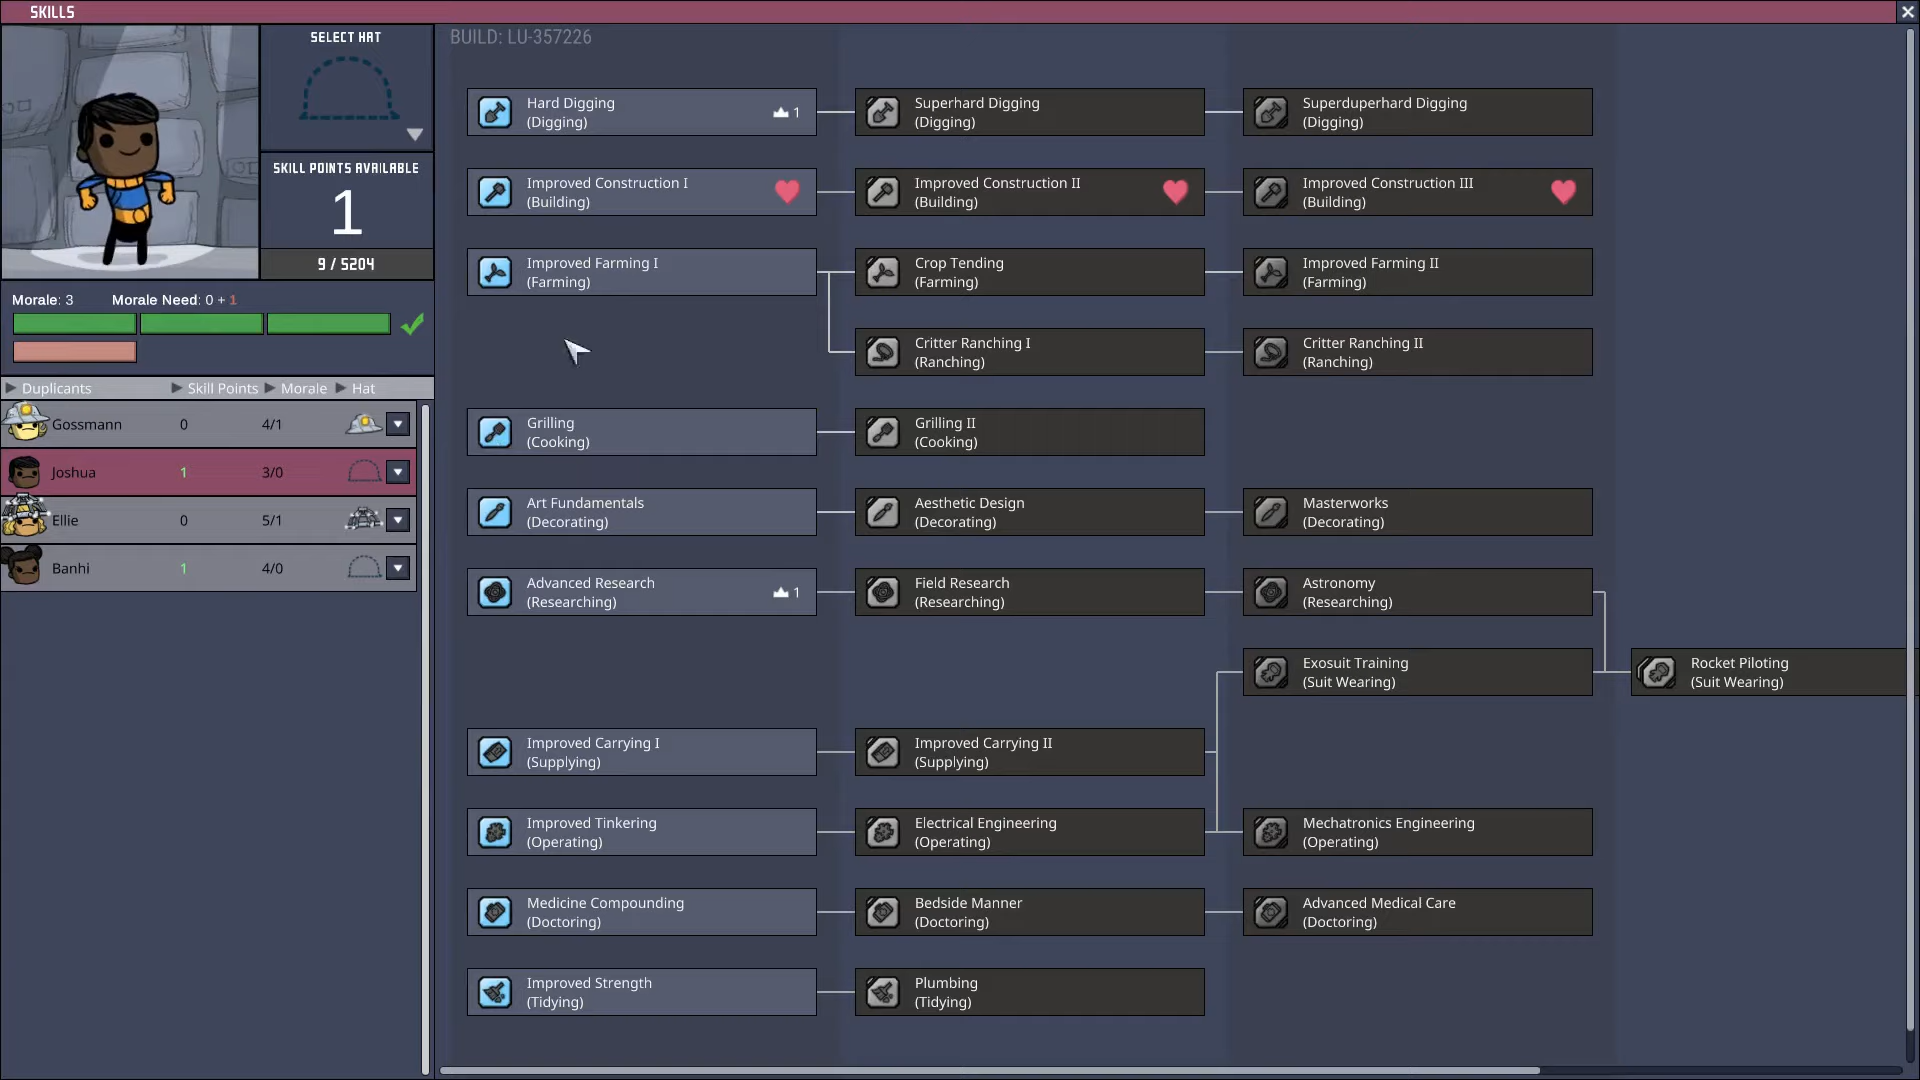 SKILLS
SELECT HAT
SKILL POINTS AVAILABLE
1
9 / 5204
Morale: 3 Morale Need: 0 + 1
Duplicants Skill Points Morale Hat
Gossmann 0 4/1
Joshua 1 3/0
Ellie 0 5/1
Banhi 1 4/0
BUILD: LU-357226
Hard Digging
(Digging)
1
Superhard Digging
(Digging)
Superduperhard Digging
(Digging)
Improved Construction I
(Building)
Improved Construction II
(Building)
Improved Construction III
(Building)
Improved Farming I
(Farming)
Crop Tending
(Farming)
Improved Farming II
(Farming)
Critter Ranching I
(Ranching)
Critter Ranching II
(Ranching)
Grilling
(Cooking)
Grilling II
(Cooking)
Art Fundamentals
(Decorating)
Aesthetic Design
(Decorating)
Masterworks
(Decorating)
Advanced Research
(Researching)
1
Field Research
(Researching)
Astronomy
(Researching)
Exosuit Training
(Suit Wearing)
Rocket Piloting
(Suit Wearing)
Improved Carrying I
(Supplying)
Improved Carrying II
(Supplying)
Improved Tinkering
(Operating)
Electrical Engineering
(Operating)
Mechatronics Engineering
(Operating)
Medicine Compounding
(Doctoring)
Bedside Manner
(Doctoring)
Advanced Medical Care
(Doctoring)
Improved Strength
(Tidying)
Plumbing
(Tidying)